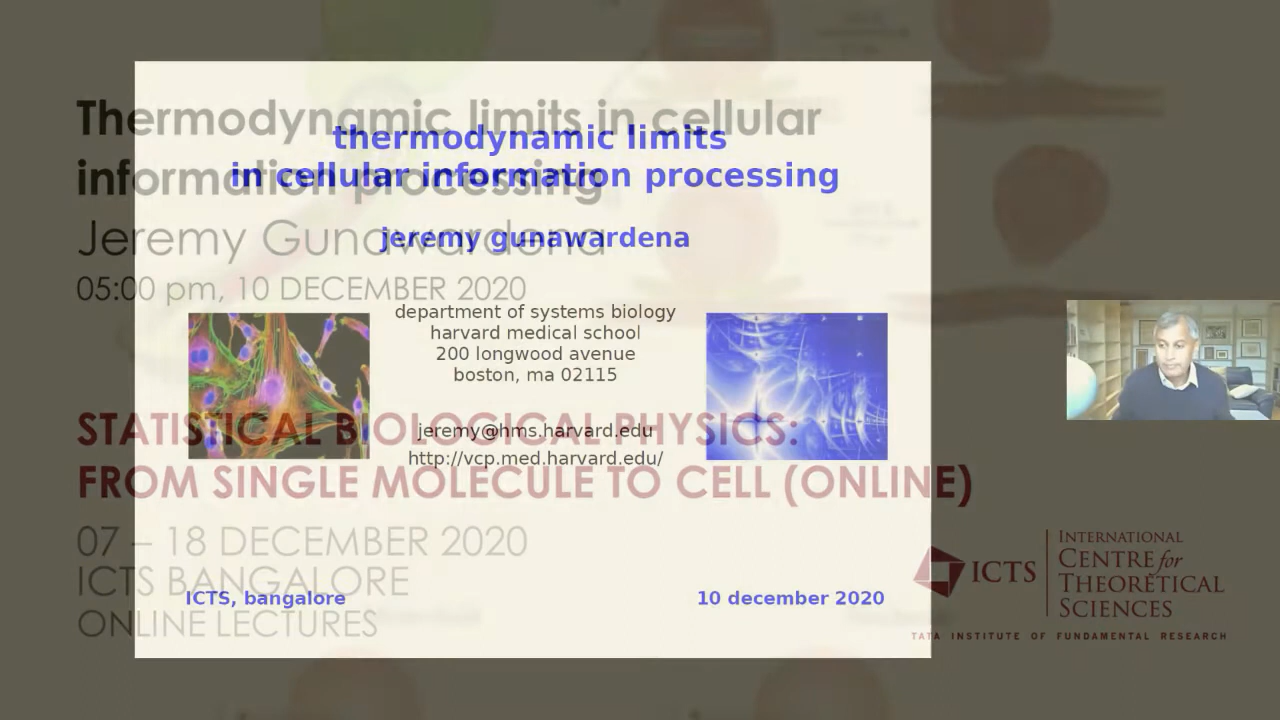 Thermodynamic limits in cellular
information processing
Jeremy Gunawardena
05:00 pm, 10 DECEMBER 2020
STATISTICAL BIOLOGICAL PHYSICS:
FROM SINGLE MOLECULE TO CELL (ONLINE)
07 – 18 DECEMBER 2020
ICTS BANGALORE
ONLINE LECTURES
thermodynamic limits
in cellular information processing
jeremy gunawardena
department of systems biology
harvard medical school
200 longwood avenue
boston, ma 02115
jeremy@hms.harvard.edu
http://vcp.med.harvard.edu/
ICTS, bangalore
10 december 2020
ICTS
INTERNATIONAL
CENTRE for
THEORETICAL
SCIENCES
TATA INSTITUTE OF FUNDAMENTAL RESEARCH